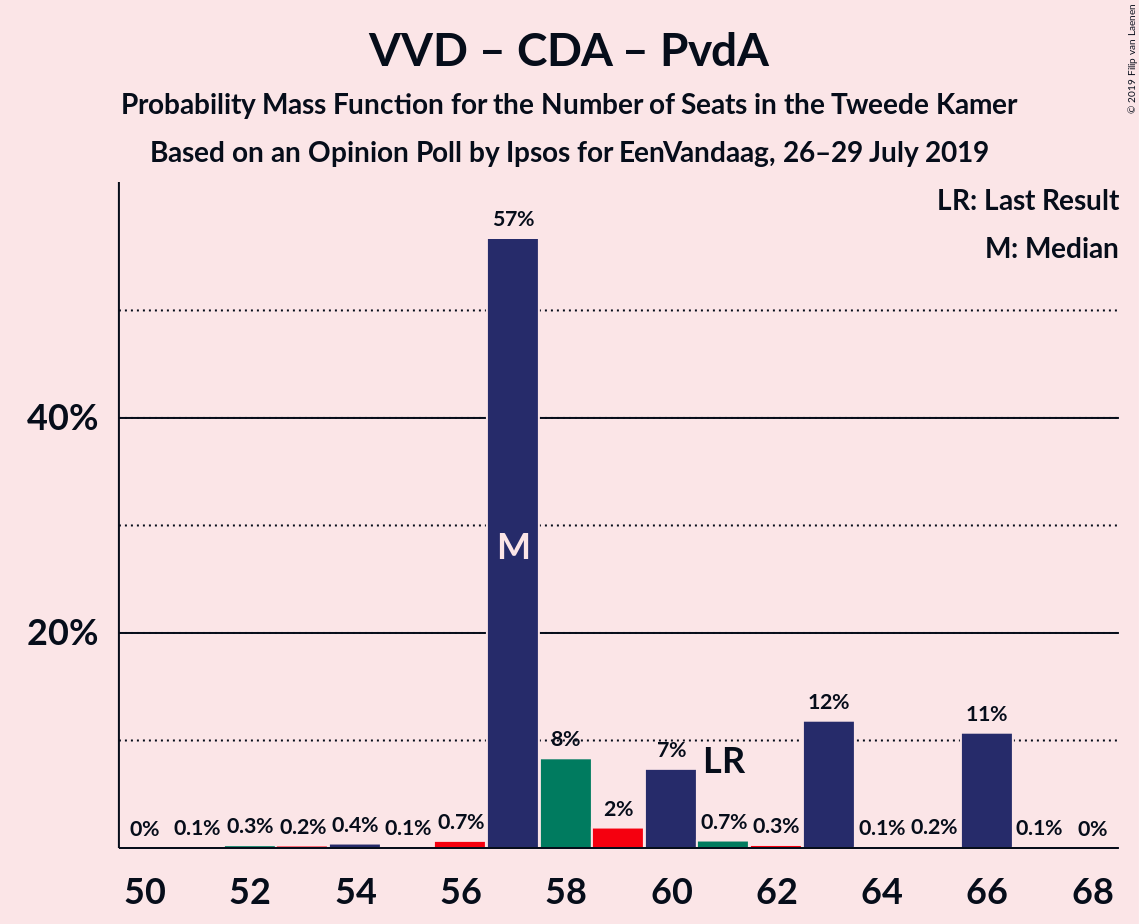 VVD – CDA – PvdA
Probability Mass Function for the Number of Seats in the Tweede Kamer
Based on an Opinion Poll by Ipsos for EenVandaag, 26–29 July 2019
© 2019 Filip van Laenen
LR: Last Result
M: Median
57%
40%
M
20%
12%
11%
8%
7%
LR
2%
0% 0.1% 0.3% 0.2% 0.4% 0.1% 0.7% 0.7% 0.3% 0.1% 0.2% 0.1% 0%
50 52 54 56 58 60 62 64 66 68